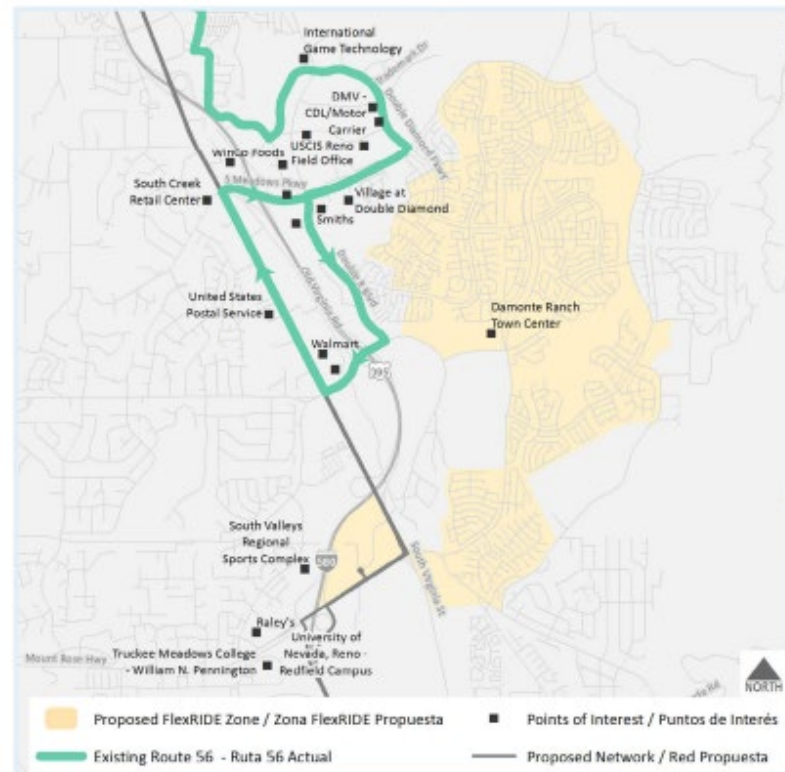 International
Game Technology
Trademark Dr
DMV -
CDL/Motor
Carrier
Double Diamond Pkwy
WinCo Foods
USCIS Reno
Field Office
S Meadows Pkwy
South Creek
Retail Center
Village at
Double Diamond
Smiths
Double R Blvd
Old Virginia Rd
United States
Postal Service
Damonte Ranch
Town Center
Walmart
395
South Valleys
Regional
Sports Complex
580
South Virginia St
Raley's
University of
Nevada, Reno -
Redfield Campus
Truckee Meadows College
- William N. Pennington
Mount Rose Hwy
NORTH
Proposed FlexRIDE Zone / Zona FlexRIDE Propuesta
Points of Interest / Puntos de Interés
Existing Route 56 - Ruta 56 Actual
Proposed Network / Red Propuesta